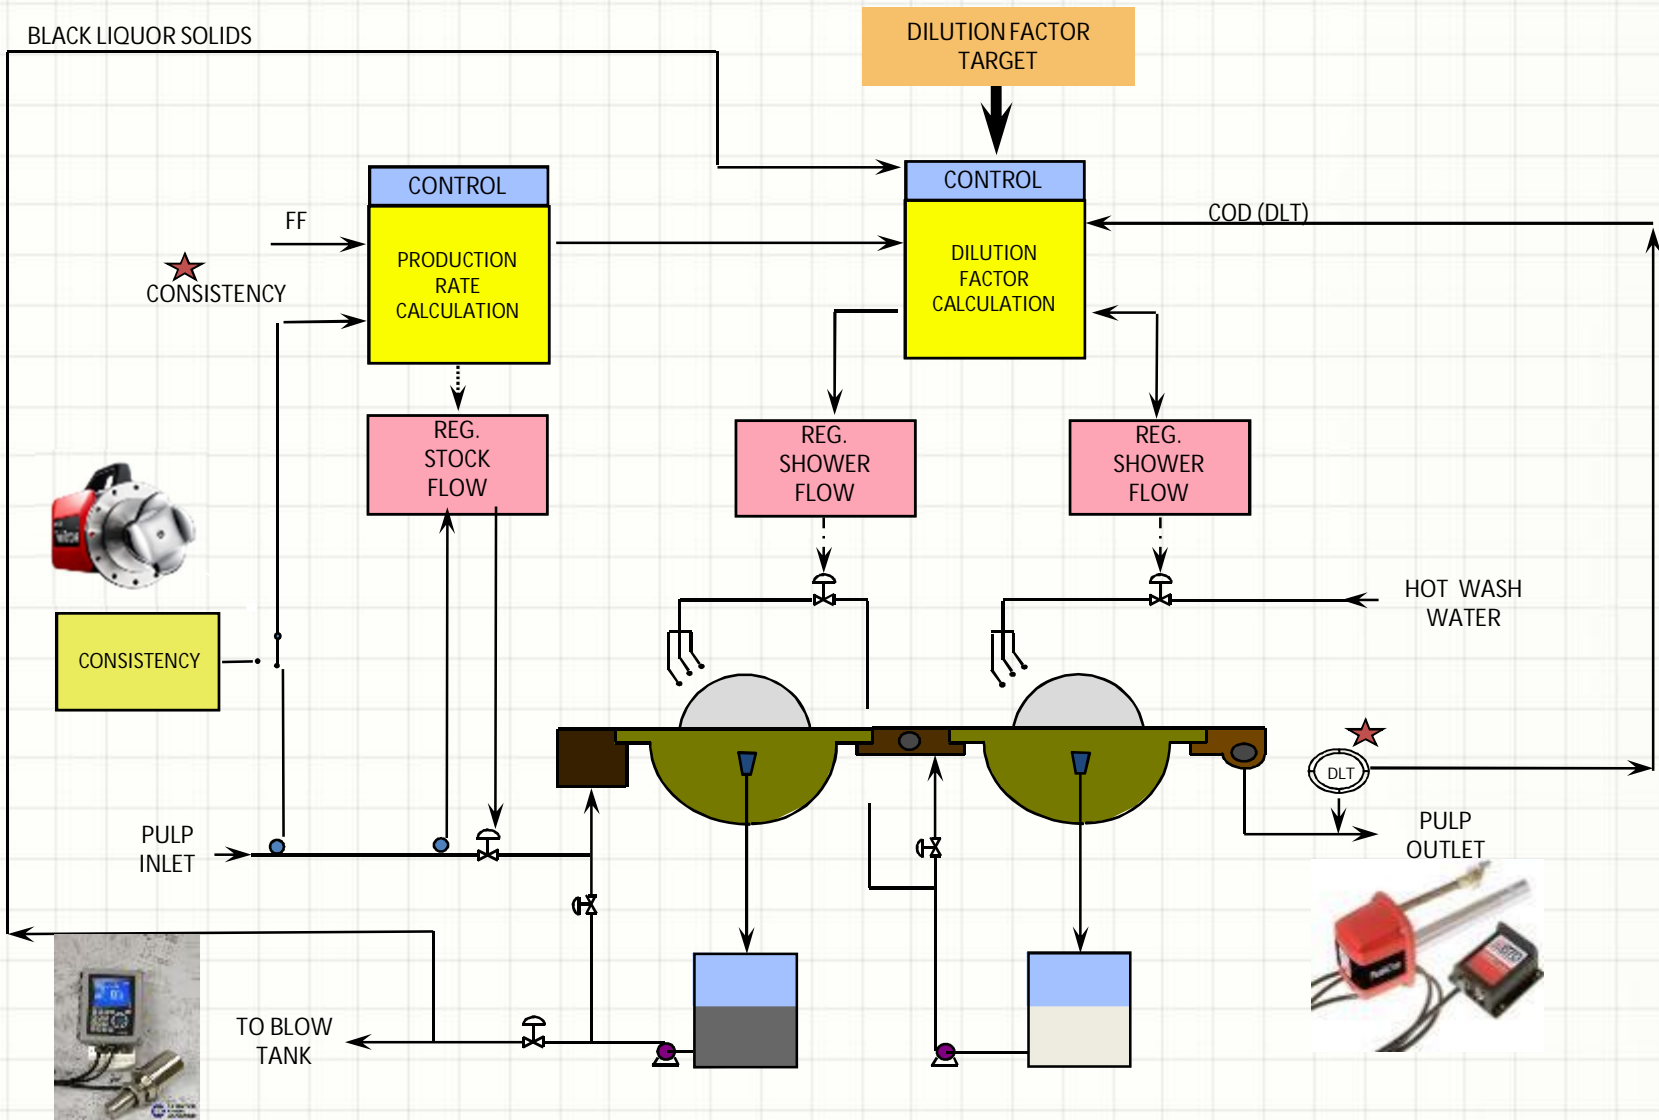 BLACK LIQUOR SOLIDS
DILUTION FACTOR
TARGET
CONTROL
CONTROL
FF
COD (DLT)
PRODUCTION
RATE
CALCULATION
DILUTION
FACTOR
CALCULATION
CONSISTENCY
REG.
STOCK
FLOW
REG.
SHOWER
FLOW
REG.
SHOWER
FLOW
HOT WASH
WATER
CONSISTENCY
DLT
PULP
INLET
PULP
OUTLET
TO BLOW
TANK